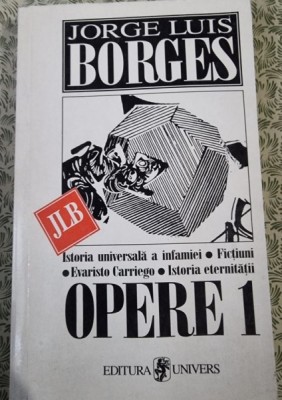 JORGE LUIS
BORGES
JLB
Istoria universală a infamiei • Ficțiuni
• Evaristo Carriego • Istoria eternității
OPERE 1
EDITURA UNIVERS